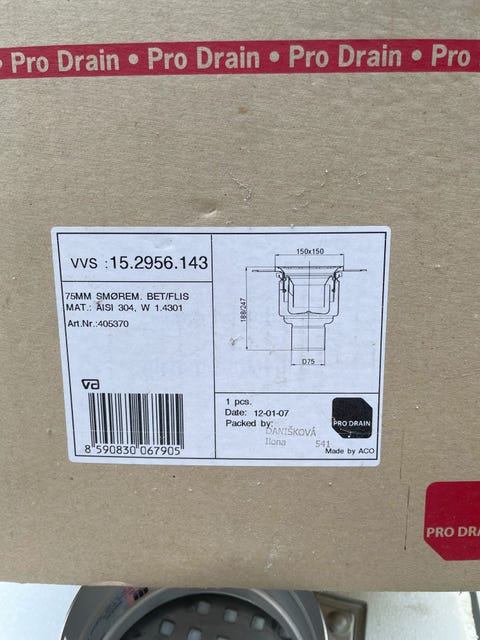 • Pro Drain • Pro Drain • Pro Drain • Pro
VVS :15.2956.143
75MM SMØREM. BET/FLIS
MAT.: AISI 304, W 1.4301
Art.Nr.:405370
va
8 590830 067905
150x150
188/247
D75
1 pcs.
Date: 12-01-07
Packed by:
DANIŠKOVÁ
Ilona 541
PRO DRAIN
Made by ACO
PRO DRA